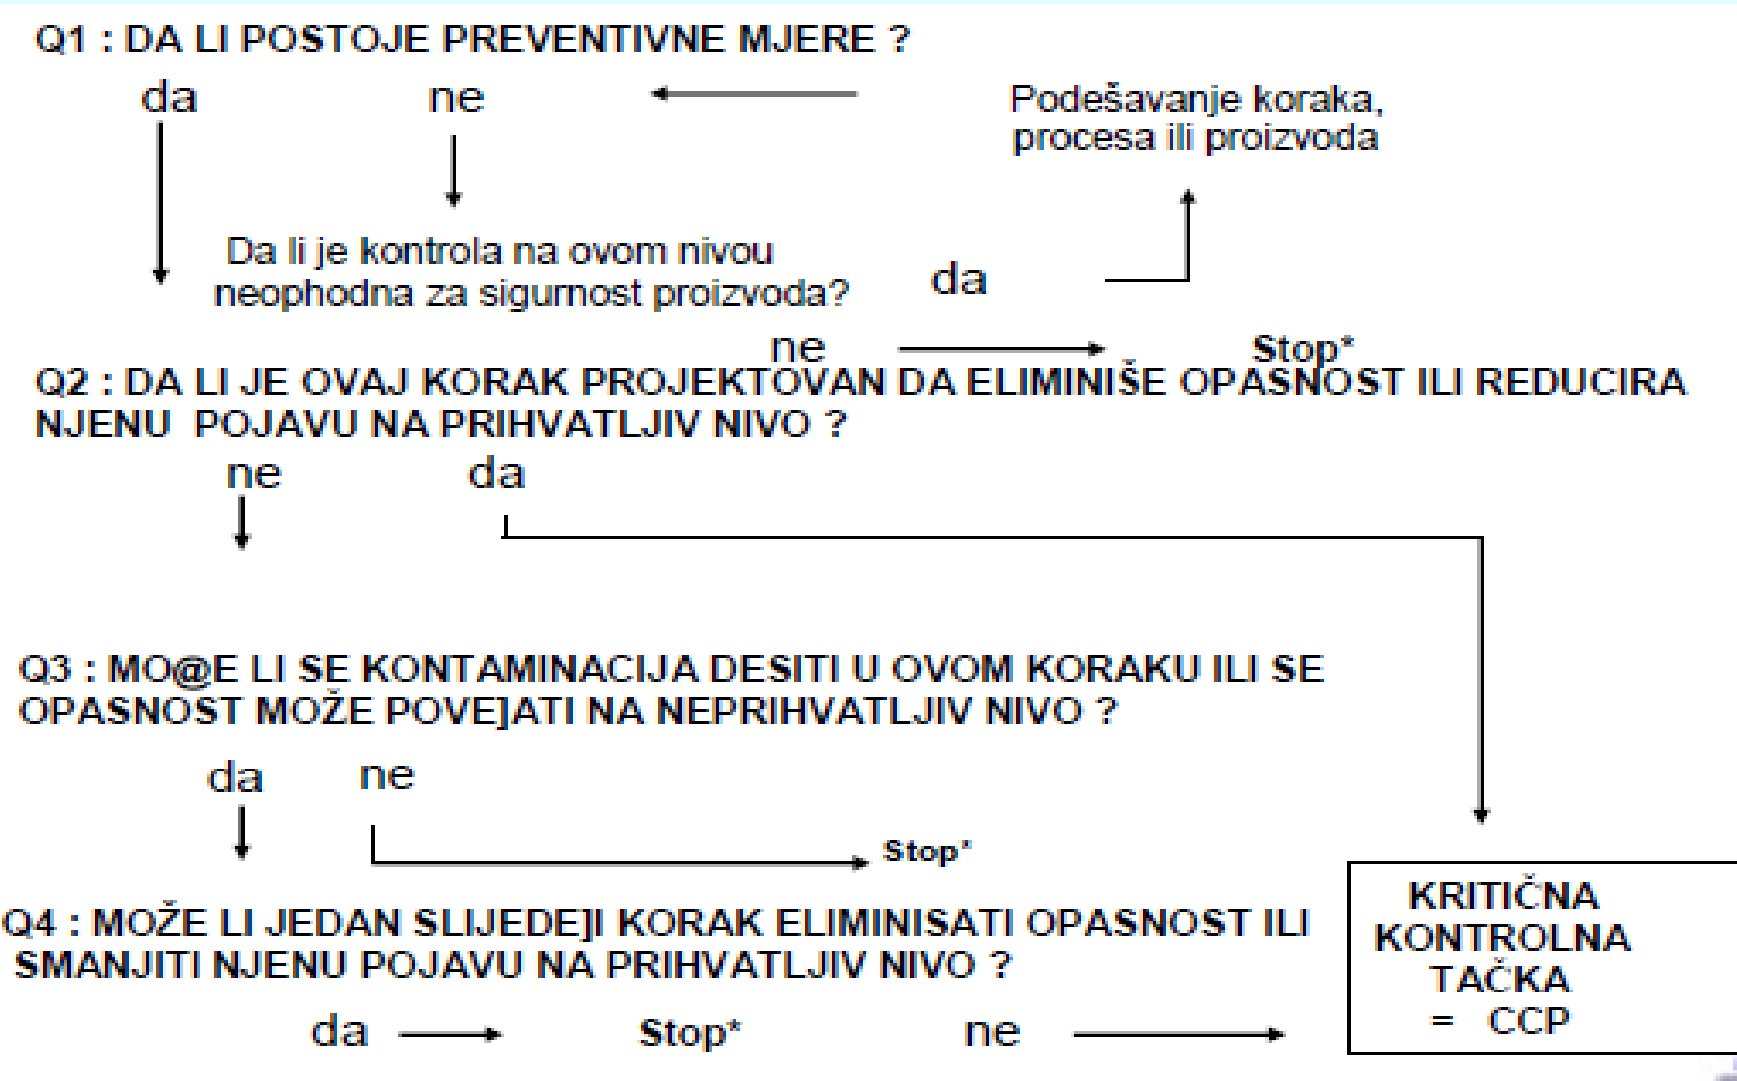 Q1 : DA LI POSTOJE PREVENTIVNE MJERE ?
da ne
Podešavanje koraka,
procesa ili proizvoda
Da li je kontrola na ovom nivou
neophodna za sigurnost proizvoda?
da
ne Stop*
Q2 : DA LI JE OVAJ KORAK PROJEKTOVAN DA ELIMINIŠE OPASNOST ILI REDUCIRA
NJENU POJAVU NA PRIHVATLJIV NIVO ?
ne da
Q3 : MO@E LI SE KONTAMINACIJA DESITI U OVOM KORAKU ILI SE
OPASNOST MOŽE POVE]ATI NA NEPRIHVATLJIV NIVO ?
da ne
Stop*
Q4 : MOŽE LI JEDAN SLIJEDE]I KORAK ELIMINISATI OPASNOST ILI
SMANJITI NJENU POJAVU NA PRIHVATLJIV NIVO ?
da Stop* ne
KRITIČNA
KONTROLNA
TAČKA
= CCP